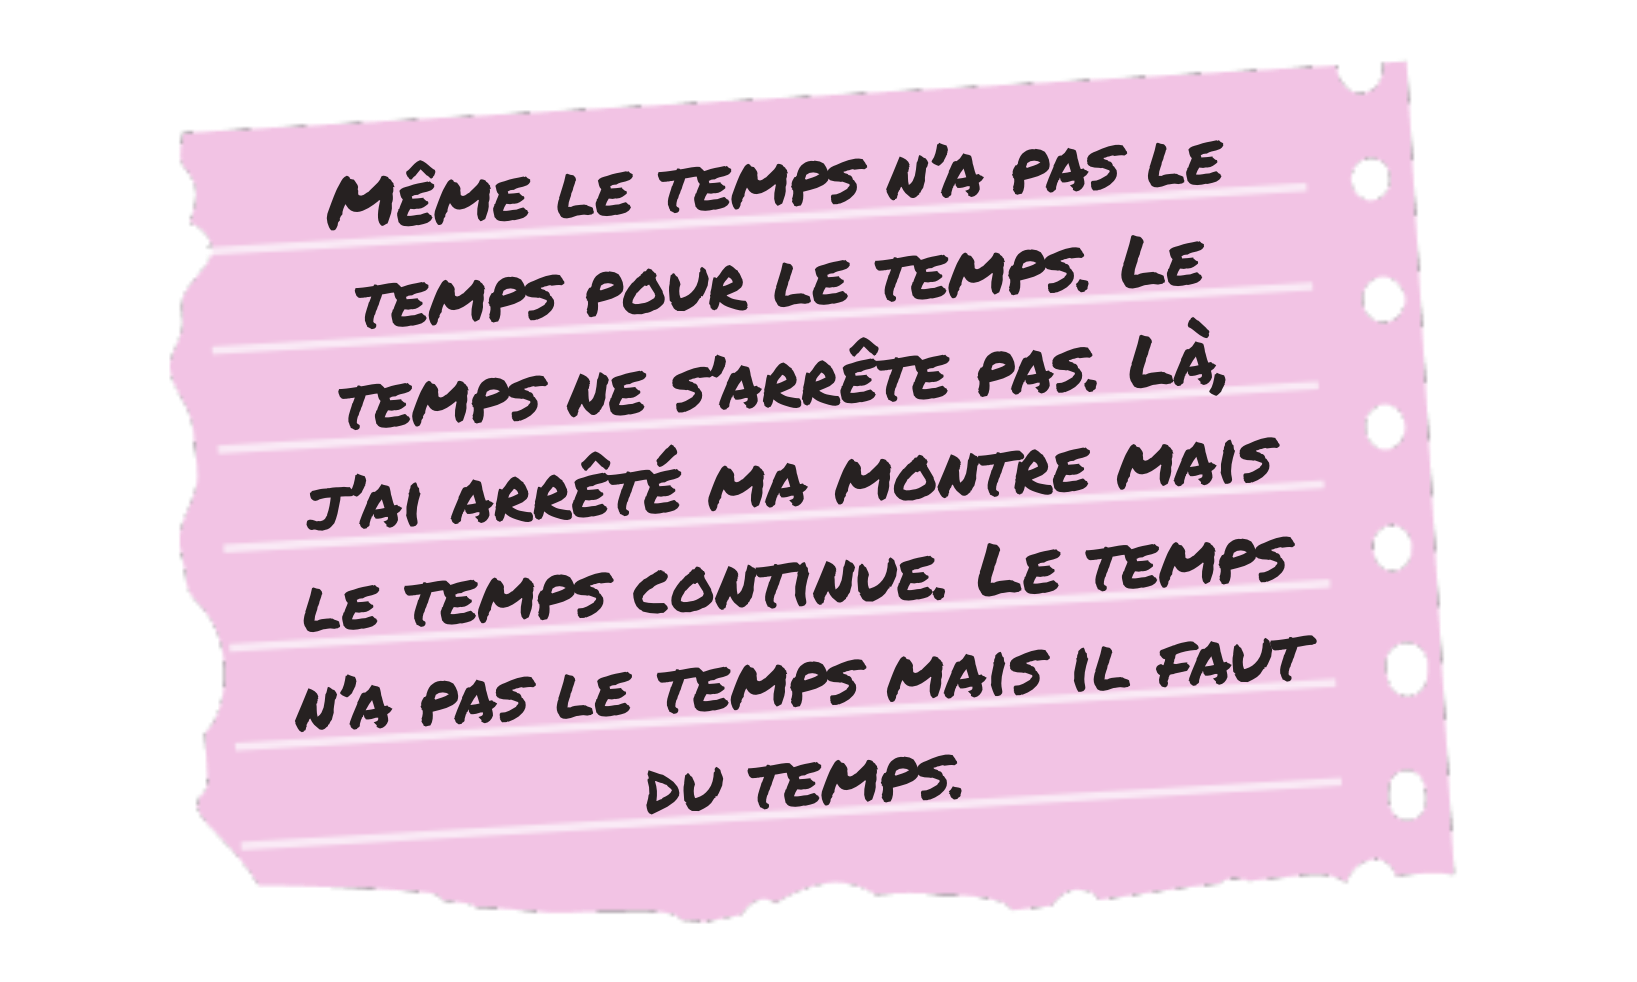 Même le temps n'a pas le
temps pour le temps. Le
temps ne s'arrête pas. Là,
j'ai arrêté ma montre mais
le temps continue. Le temps
n'a pas le temps mais il faut
du temps.